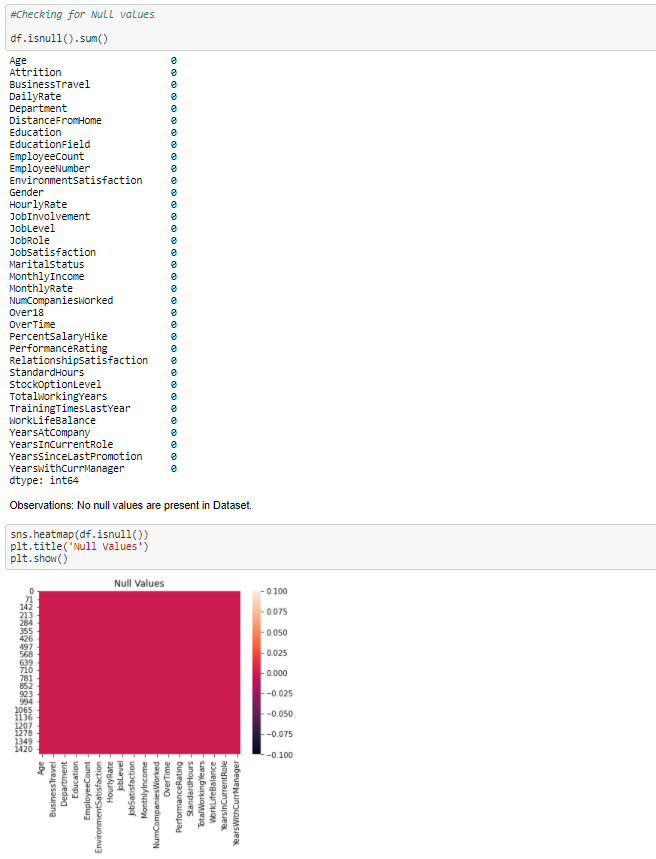 #Checking for Null values
df.isnull().sum()
Age 0
Attrition 0
BusinessTravel 0
DailyRate 0
Department 0
DistanceFromHome 0
Education 0
EducationField 0
EmployeeCount 0
EmployeeNumber 0
EnvironmentSatisfaction 0
Gender 0
HourlyRate 0
JobInvolvement 0
JobLevel 0
JobRole 0
JobSatisfaction 0
MaritalStatus 0
MonthlyIncome 0
MonthlyRate 0
NumCompaniesWorked 0
Over18 0
OverTime 0
PercentSalaryHike 0
PerformanceRating 0
RelationshipSatisfaction 0
StandardHours 0
StockOptionLevel 0
TotalWorkingYears 0
TrainingTimesLastYear 0
WorkLifeBalance 0
YearsAtCompany 0
YearsInCurrentRole 0
YearsSinceLastPromotion 0
YearsWithCurrManager 0
dtype: int64
Observations: No null values are present in Dataset.
sns.heatmap(df.isnull())
plt.title('Null Values')
plt.show()
Null Values
0
71
142
213
284
355
426
497
568
639
710
781
852
923
994
1065
1136
1207
1278
1349
1420
0.100
0.075
0.050
0.025
0.000
−0.025
−0.050
−0.075
−0.100
Age
BusinessTravel
Department
Education
EmployeeCount
EnvironmentSatisfaction
HourlyRate
JobLevel
JobSatisfaction
MonthlyIncome
NumCompaniesWorked
OverTime
PerformanceRating
StandardHours
TotalWorkingYears
WorkLifeBalance
YearsInCurrentRole
YearsWithCurrManager